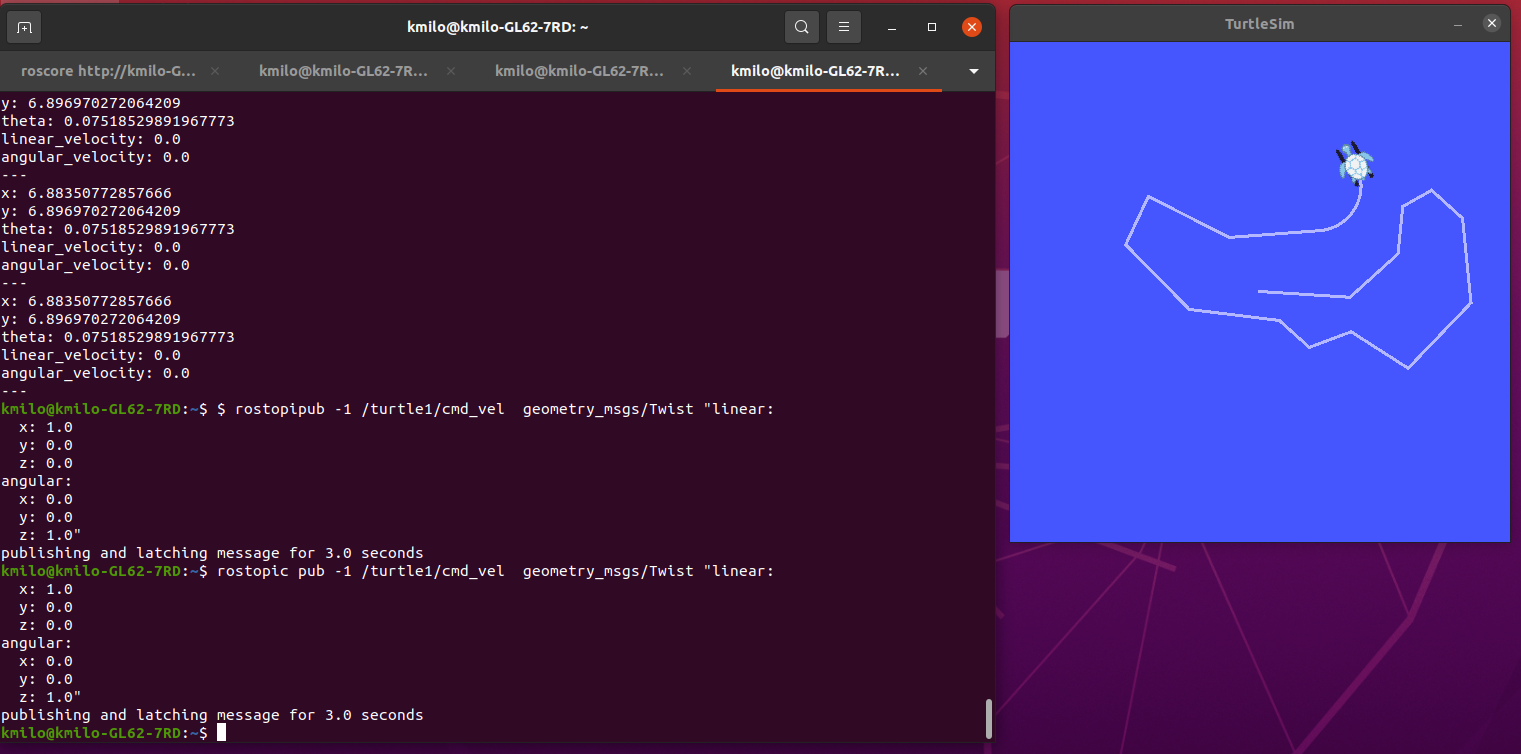 kmilo@kmilo-GL62-7RD: ~
roscore http://kmilo-G...
kmilo@kmilo-GL62-7R...
kmilo@kmilo-GL62-7R...
kmilo@kmilo-GL62-7R...
y: 6.896970272064209
theta: 0.07518529891967773
linear_velocity: 0.0
angular_velocity: 0.0
---
x: 6.88350772857666
y: 6.896970272064209
theta: 0.07518529891967773
linear_velocity: 0.0
angular_velocity: 0.0
---
x: 6.88350772857666
y: 6.896970272064209
theta: 0.07518529891967773
linear_velocity: 0.0
angular_velocity: 0.0
---
kmilo@kmilo-GL62-7RD:~$ $ rostopipub -1 /turtle1/cmd_vel  geometry_msgs/Twist "linear:
  x: 1.0
  y: 0.0
  z: 0.0
angular:
  x: 0.0
  y: 0.0
  z: 1.0"
publishing and latching message for 3.0 seconds
kmilo@kmilo-GL62-7RD:~$ rostopic pub -1 /turtle1/cmd_vel  geometry_msgs/Twist "linear:
  x: 1.0
  y: 0.0
  z: 0.0
angular:
  x: 0.0
  y: 0.0
  z: 1.0"
publishing and latching message for 3.0 seconds
kmilo@kmilo-GL62-7RD:~$
TurtleSim